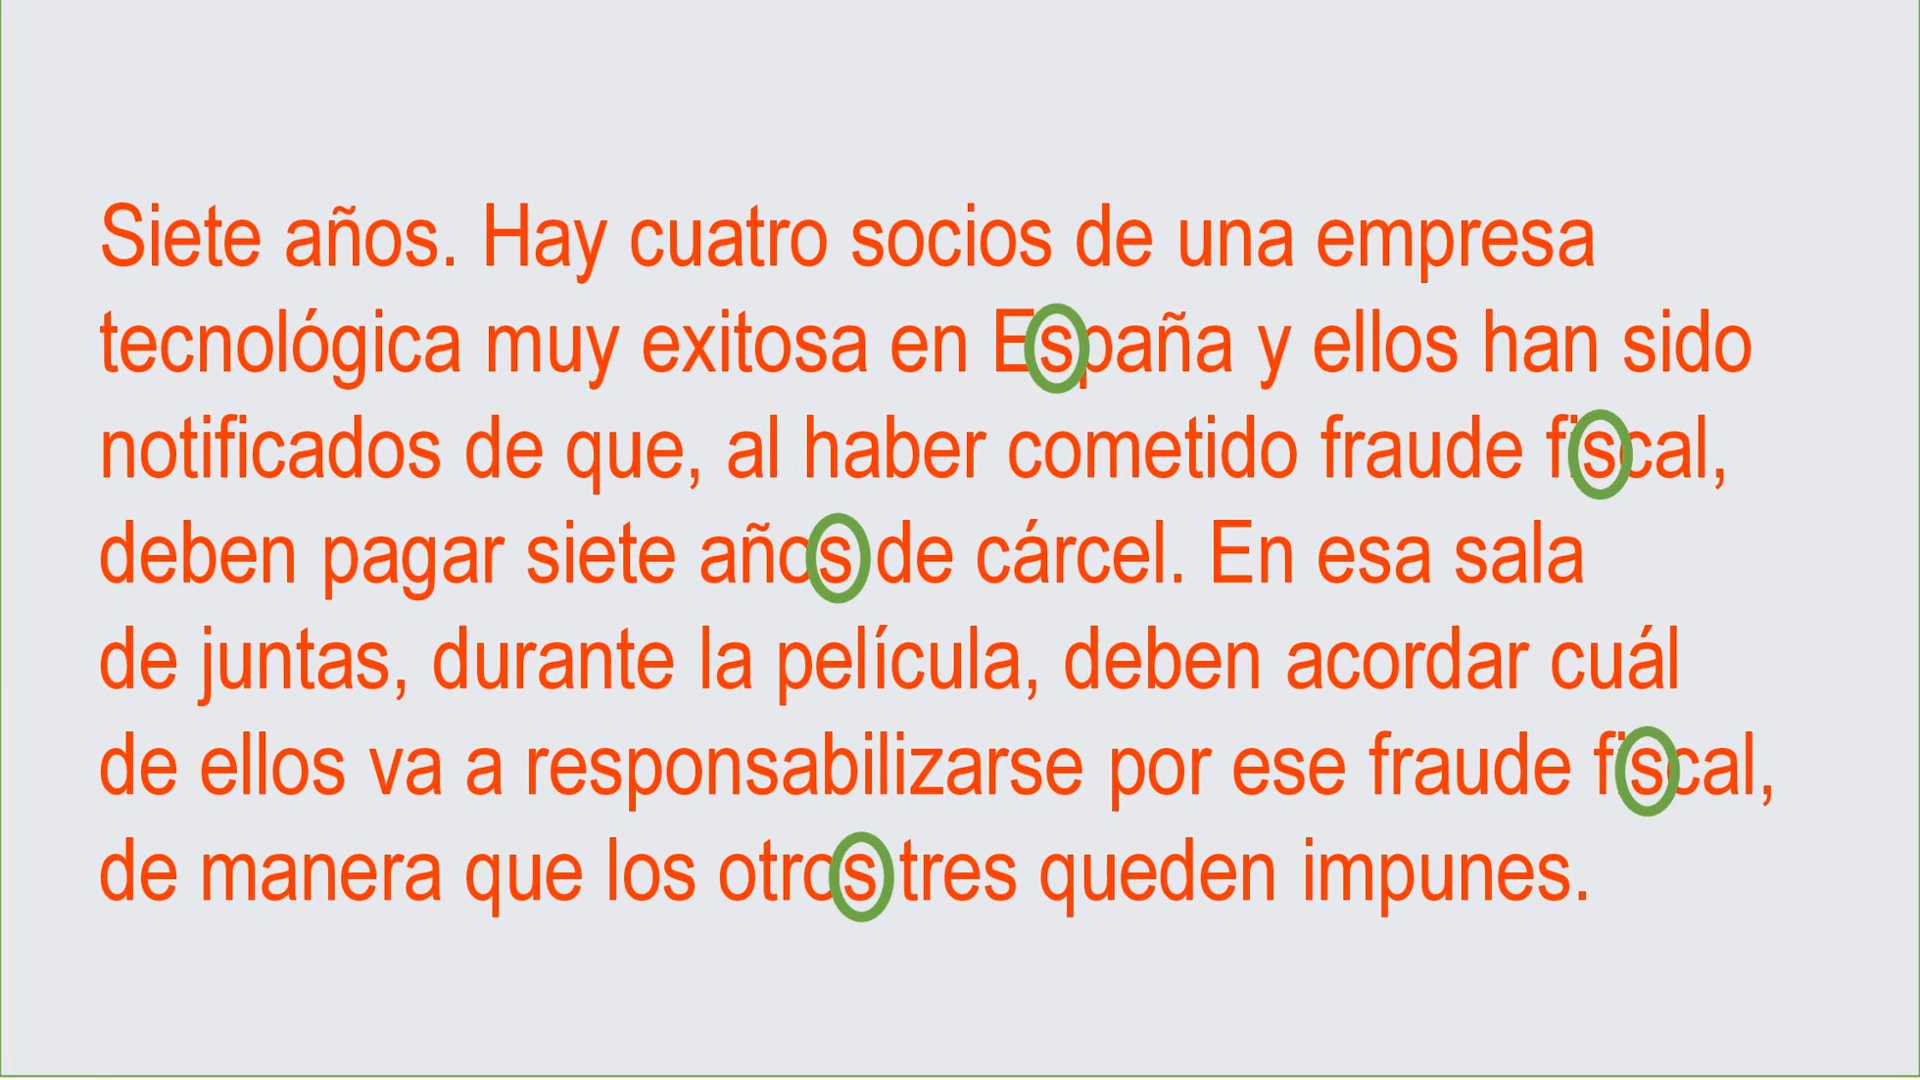 Siete años. Hay cuatro socios de una empresa
tecnológica muy exitosa en España y ellos han sido
notificados de que, al haber cometido fraude fiscal,
deben pagar siete años de cárcel. En esa sala
de juntas, durante la película, deben acordar cuál
de ellos va a responsabilizarse por ese fraude fiscal,
de manera que los otros tres queden impunes.